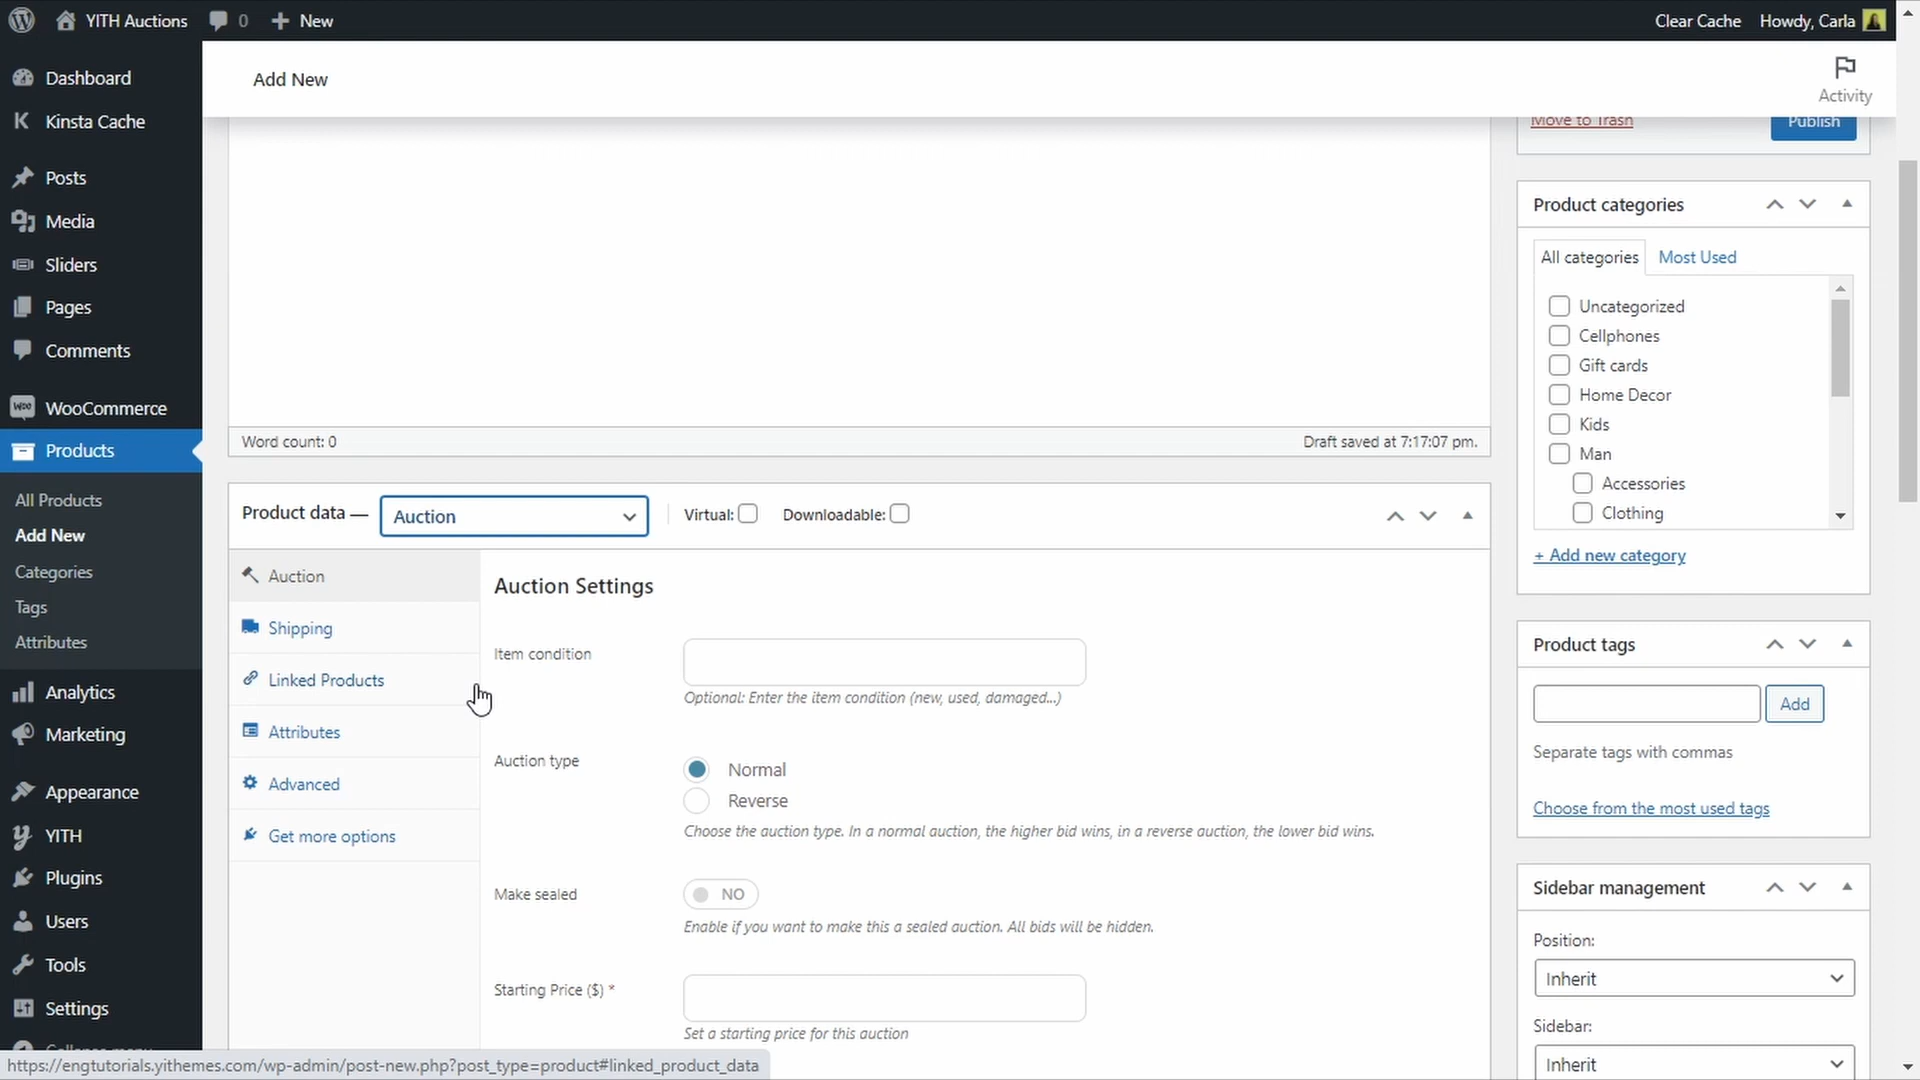 YITH Auctions
0
New
Clear Cache
Howdy, Carla
Dashboard
Kinsta Cache
Posts
Media
Sliders
Pages
Comments
WooCommerce
Products
All Products
Add New
Categories
Tags
Attributes
Analytics
Marketing
Appearance
YITH
Plugins
Users
Tools
Settings
Collapse menu
Add New
Activity
Move to Trash
Publish
Word count: 0
Draft saved at 7:17:07 pm.
Product data —
Auction
Virtual:
Downloadable:
Auction
Shipping
Linked Products
Attributes
Advanced
Get more options
Auction Settings
Item condition
Optional: Enter the item condition (new, used, damaged...)
Auction type
Normal
Reverse
Choose the auction type. In a normal auction, the higher bid wins, in a reverse auction, the lower bid wins.
Make sealed
NO
Enable if you want to make this a sealed auction. All bids will be hidden.
Starting Price ($) *
Set a starting price for this auction
Product categories
All categories
Most Used
Uncategorized
Cellphones
Gift cards
Home Decor
Kids
Man
Accessories
Clothing
+ Add new category
Product tags
Add
Separate tags with commas
Choose from the most used tags
Sidebar management
Position:
Inherit
Sidebar:
Inherit
https://engtutorials.yithemes.com/wp-admin/post-new.php?post_type=product#linked_product_data